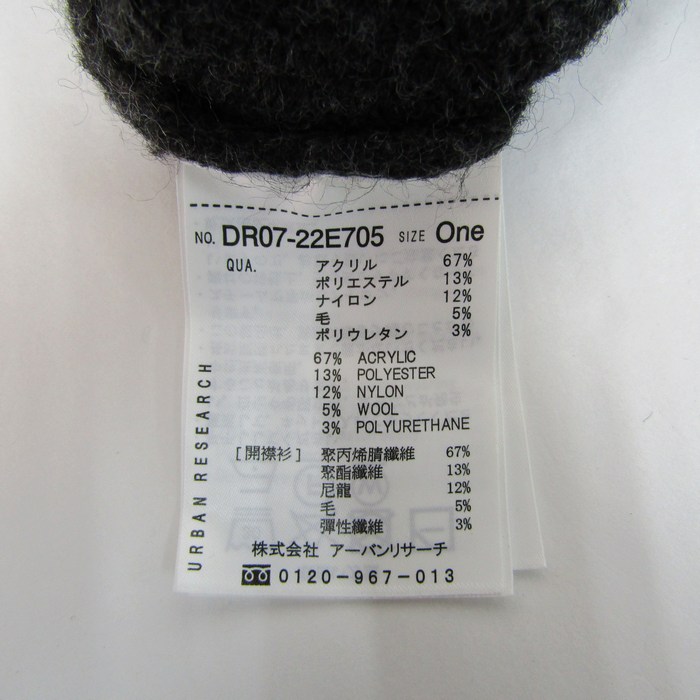 NO. DR07-22E705 SIZE One
QUA. アクリル 67%
ポリエステル 13%
ナイロン 12%
毛 5%
ポリウレタン 3%
67% ACRYLIC
13% POLYESTER
12% NYLON
5% WOOL
3% POLYURETHANE
[開襟衫] 聚丙烯腈纖維 67%
聚酯纖維 13%
尼龍 12%
毛 5%
彈性纖維 3%
URBAN RESEARCH
株式会社 アーバンリサーチ
0120-967-013